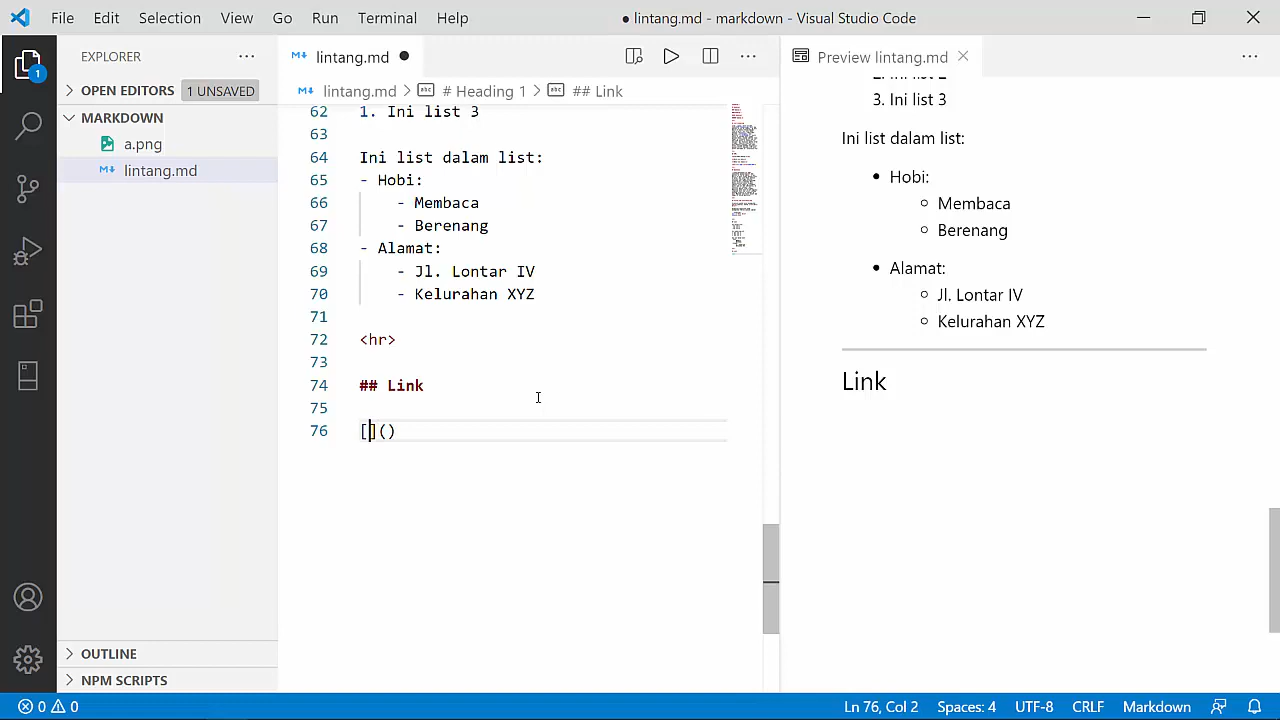 File Edit Selection View Go Run Terminal Help
● lintang.md - markdown - Visual Studio Code
EXPLORER
OPEN EDITORS 1 UNSAVED
MARKDOWN
a.png
lintang.md
OUTLINE
NPM SCRIPTS
1
lintang.md
lintang.md > # Heading 1 > ## Link
62 1. Ini list 3
63
64 Ini list dalam list:
65 - Hobi:
66 - Membaca
67 - Berenang
68 - Alamat:
69 - Jl. Lontar IV
70 - Kelurahan XYZ
71
72 <hr>
73
74 ## Link
75
76 []()
Preview lintang.md
2. Ini list 2
3. Ini list 3
Ini list dalam list:
Hobi:
Membaca
Berenang
Alamat:
Jl. Lontar IV
Kelurahan XYZ
Link
0 0 Ln 76, Col 2 Spaces: 4 UTF-8 CRLF Markdown